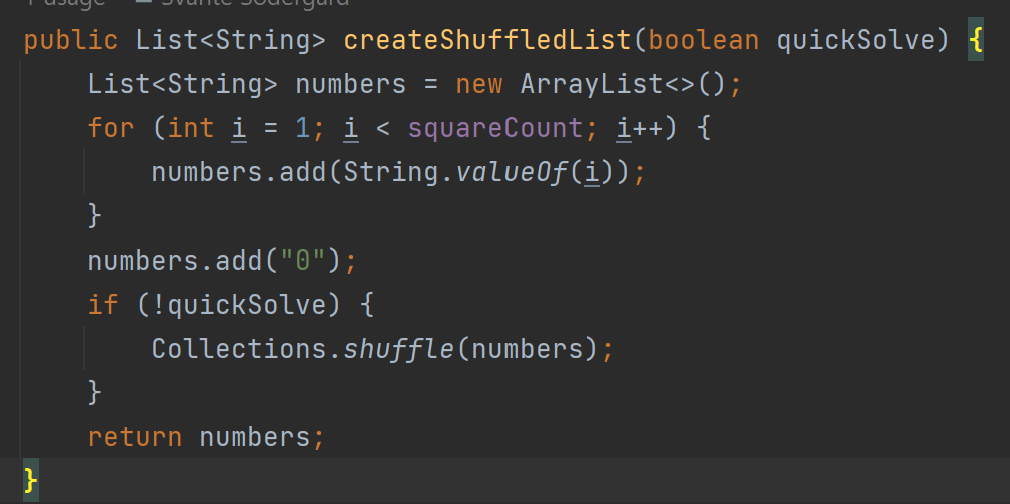 usage — Svante Södergård
public List<String> createShuffledList(boolean quickSolve) {
    List<String> numbers = new ArrayList<>();
    for (int i = 1; i < squareCount; i++) {
        numbers.add(String.valueOf(i));
    }
    numbers.add("0");
    if (!quickSolve) {
        Collections.shuffle(numbers);
    }
    return numbers;
}